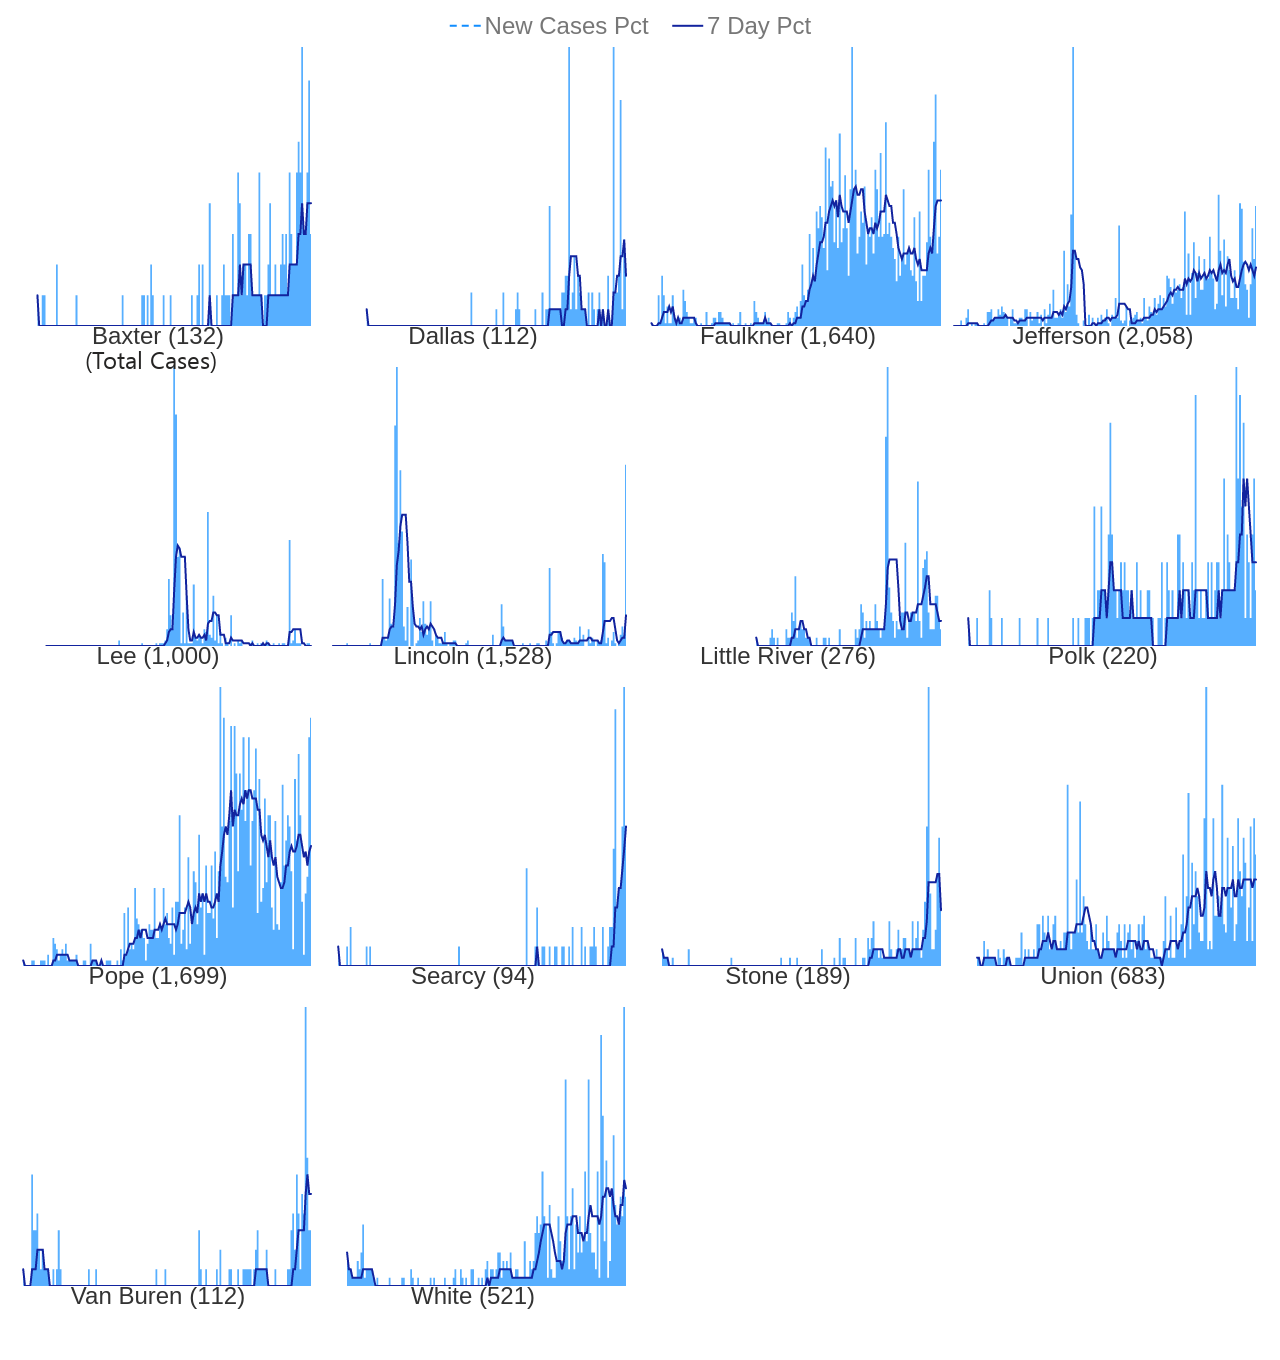 New Cases Pct 7 Day Pct
Baxter (132) Dallas (112) Faulkner (1,640) Jefferson (2,058)
(Total Cases)
Lee (1,000) Lincoln (1,528) Little River (276) Polk (220)
Pope (1,699) Searcy (94) Stone (189) Union (683)
Van Buren (112) White (521)